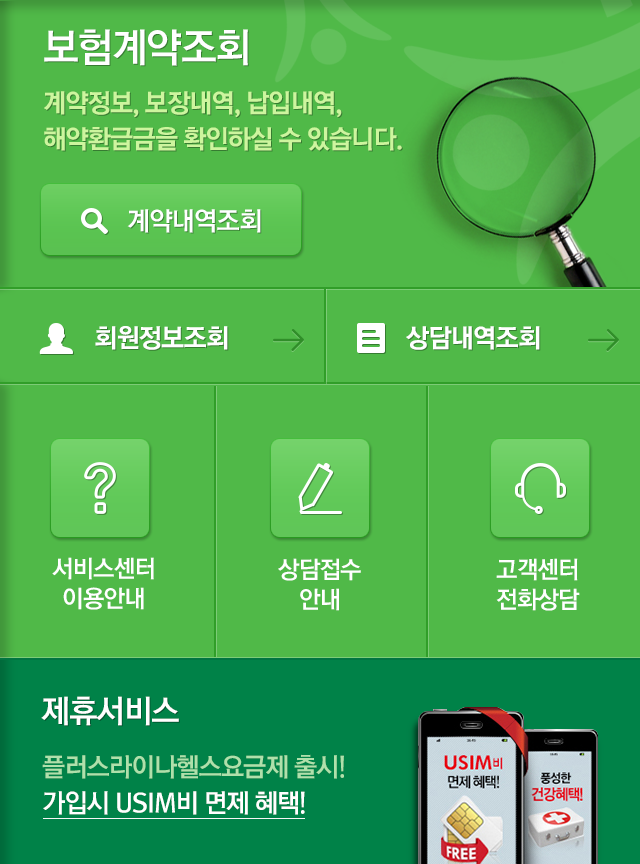 보험계약조회
계약정보, 보장내역, 납입내역,
해약환급금을 확인하실 수 있습니다.
계약내역조회
회원정보조회
상담내역조회
서비스센터
이용안내
상담접수
안내
고객센터
전화상담
제휴서비스
플러스라이나헬스요금제 출시!
가입시 USIM비 면제 혜택!
USIM비
면제 혜택!
FREE
풍성한
건강혜택!